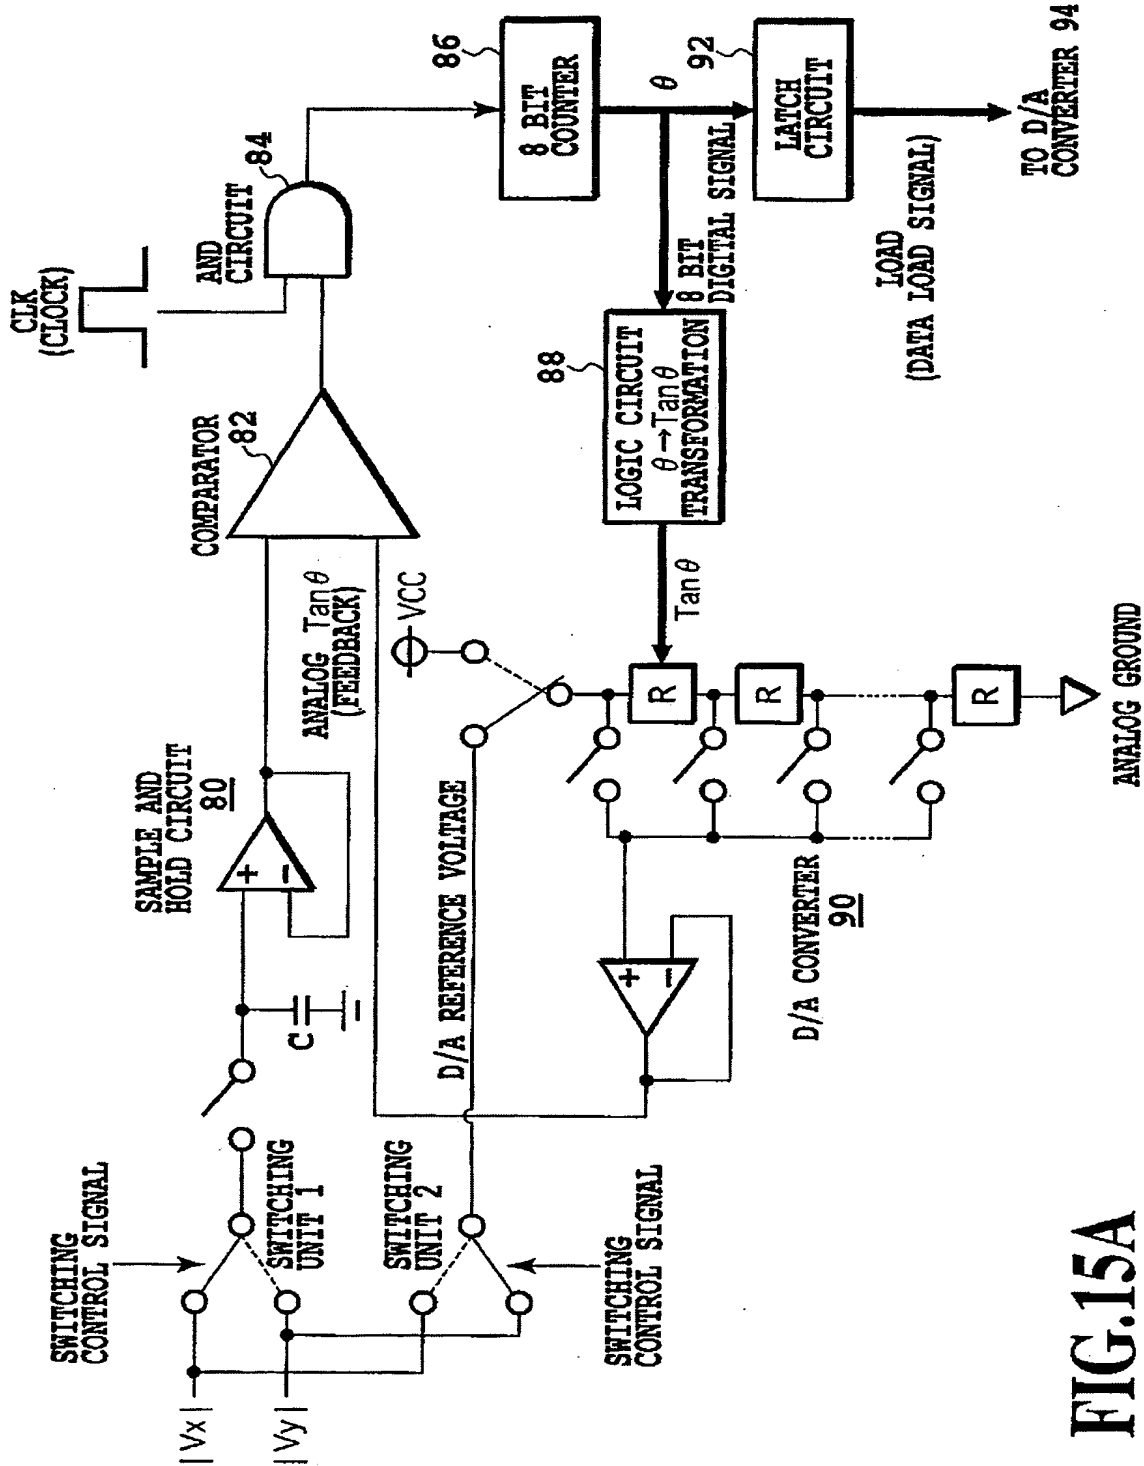 CLK
(CLOCK)
SWITCHING
CONTROL SIGNAL
|Vx|
|Vy|
SWITCHING
UNIT 1
SWITCHING
UNIT 2
SWITCHING
CONTROL SIGNAL
C
SAMPLE AND
HOLD CIRCUIT
80
+
−
COMPARATOR
82
ANALOG Tanθ
(FEEDBACK)
AND
CIRCUIT
84
86
8 BIT
COUNTER
θ
92
LATCH
CIRCUIT
8 BIT
DIGITAL SIGNAL
LOAD
(DATA LOAD SIGNAL)
TO D/A
CONVERTER 94
88
LOGIC CIRCUIT
θ→Tanθ
TRANSFORMATION
Tanθ
VCC
D/A REFERENCE VOLTAGE
R
R
R
ANALOG GROUND
+
−
D/A CONVERTER
90
FIG.15A